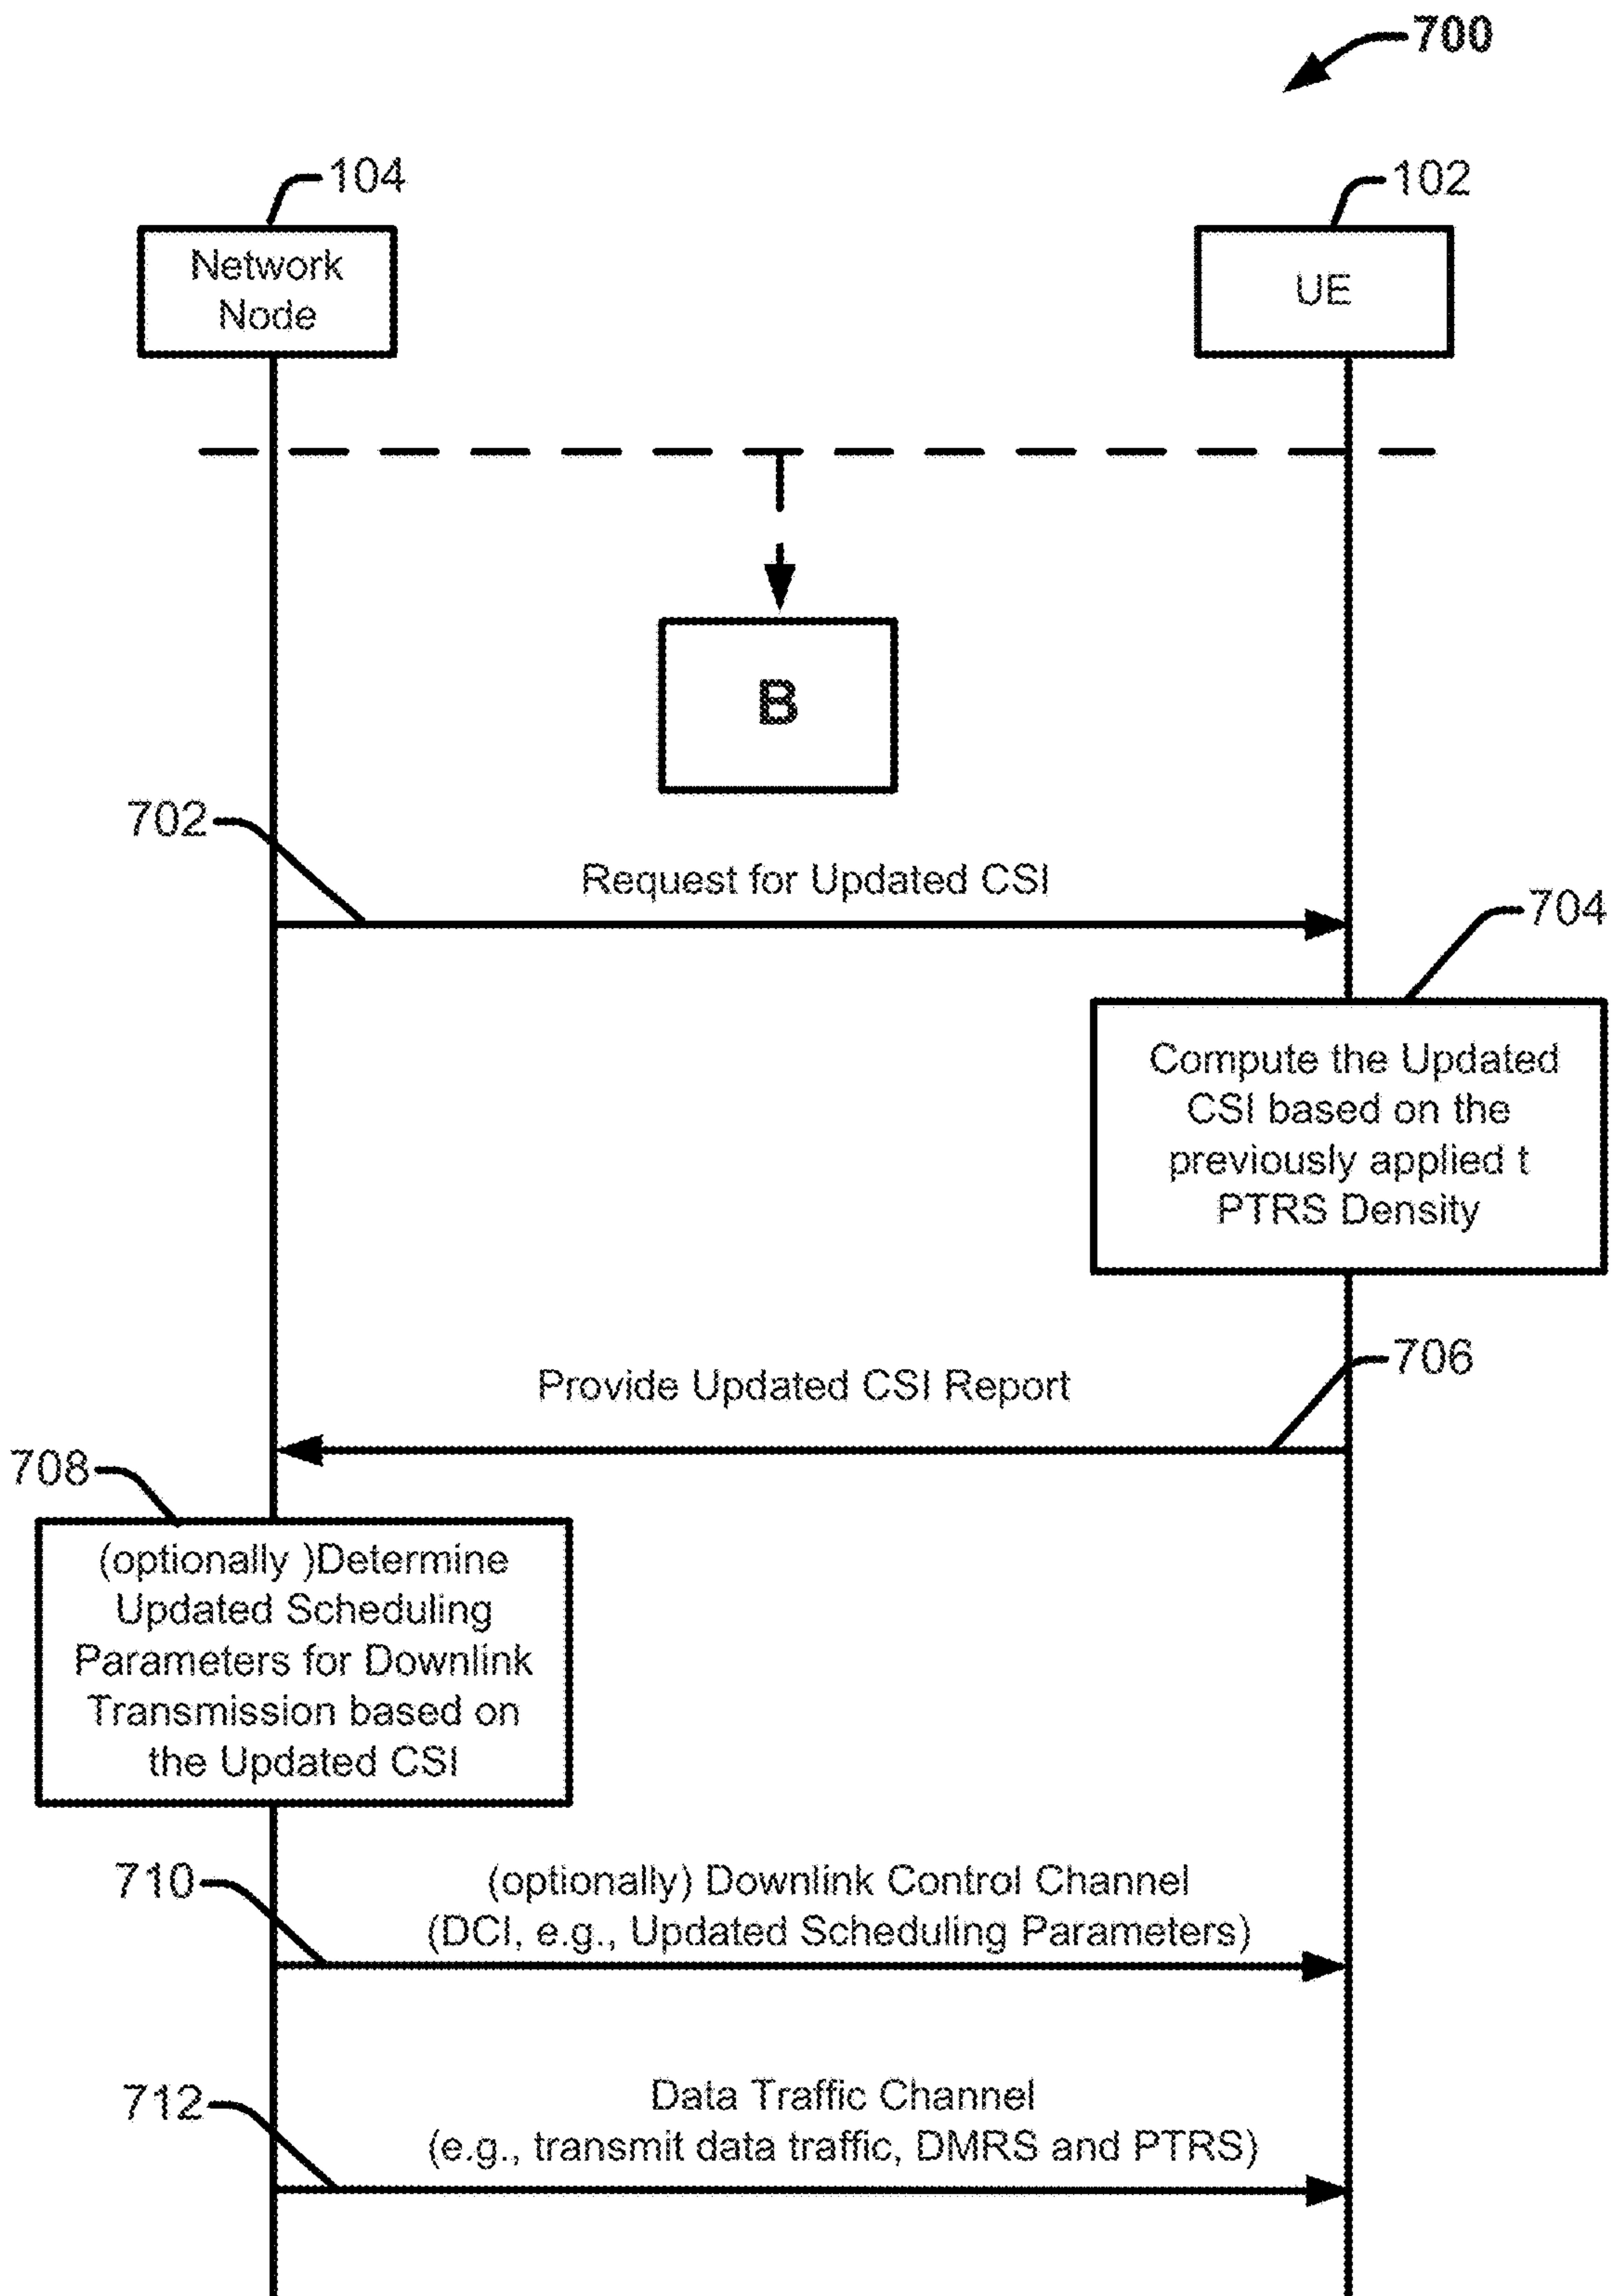 700
104
102
Network
Node
UE
B
702
Request for Updated CSI
704
Compute the Updated
CSI based on the
previously applied t
PTRS Density
706
Provide Updated CSI Report
708
(optionally )Determine
Updated Scheduling
Parameters for Downlink
Transmission based on
the Updated CSI
710
(optionally) Downlink Control Channel
(DCI, e.g., Updated Scheduling Parameters)
712
Data Traffic Channel
(e.g., transmit data traffic, DMRS and PTRS)